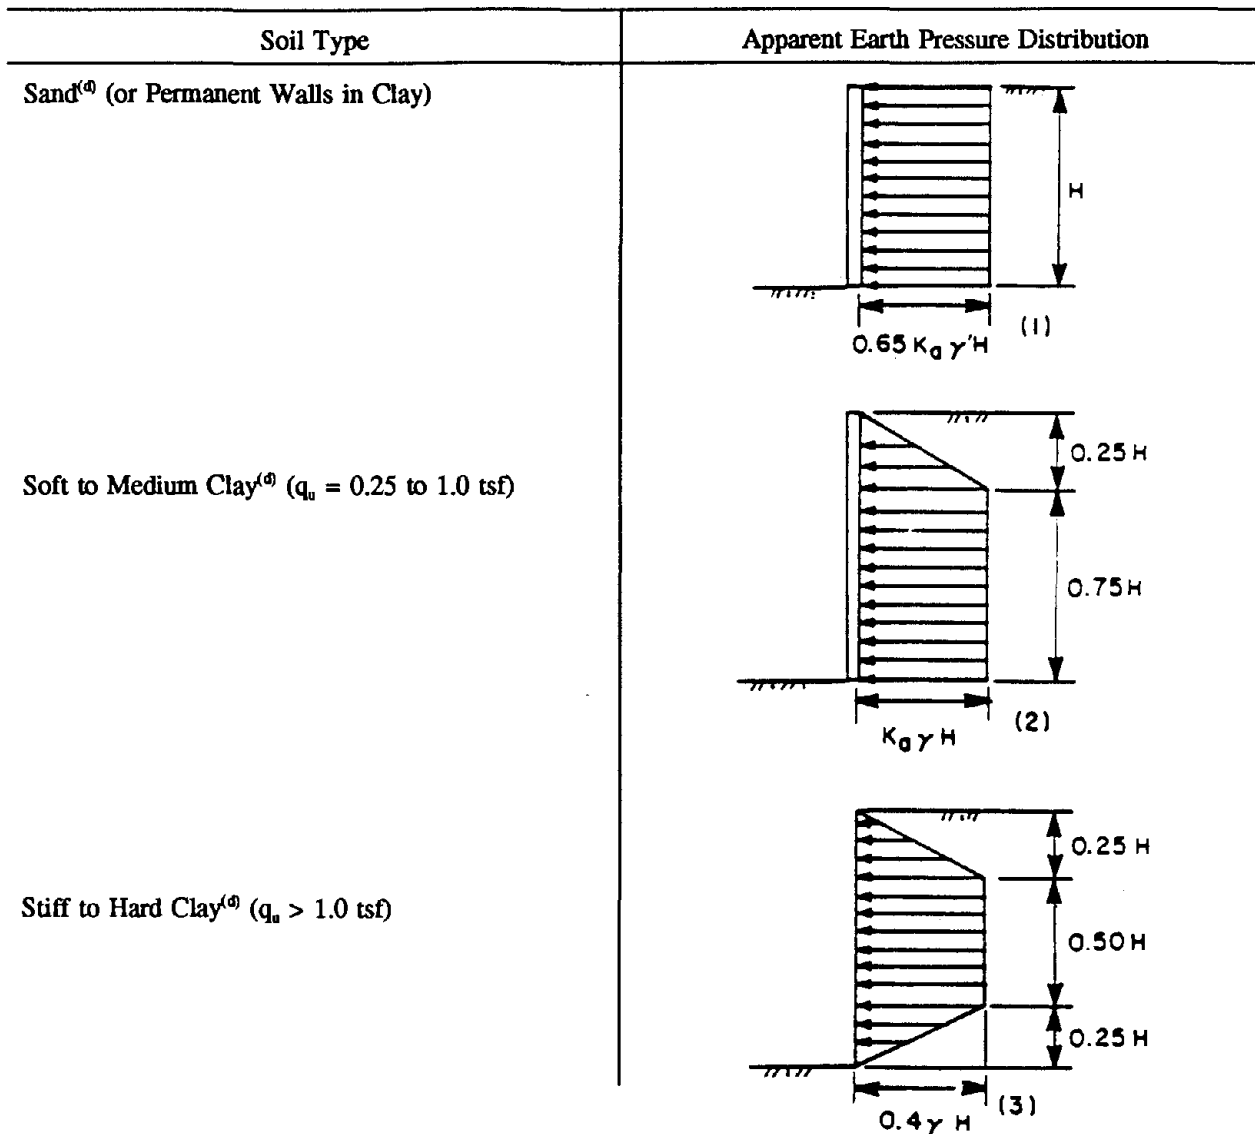 Soil Type
Apparent Earth Pressure Distribution
Sand(d) (or Permanent Walls in Clay)
H
0.65 Ka γ'H
(1)
Soft to Medium Clay(d) (qu = 0.25 to 1.0 tsf)
0.25 H
0.75 H
Ka γ H
(2)
Stiff to Hard Clay(d) (qu > 1.0 tsf)
0.25 H
0.50 H
0.25 H
0.4 γ H
(3)